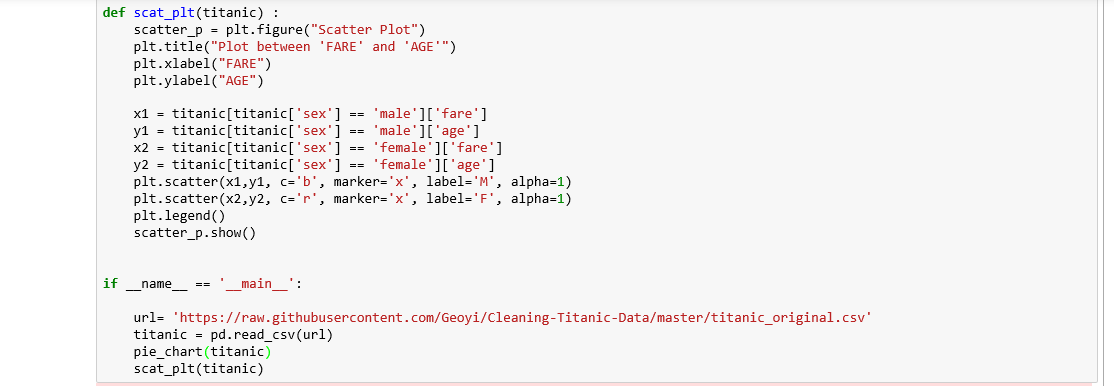 def scat_plt(titanic) :
    scatter_p = plt.figure("Scatter Plot")
    plt.title("Plot between 'FARE' and 'AGE'")
    plt.xlabel("FARE")
    plt.ylabel("AGE")

    x1 = titanic[titanic['sex'] == 'male']['fare']
    y1 = titanic[titanic['sex'] == 'male']['age']
    x2 = titanic[titanic['sex'] == 'female']['fare']
    y2 = titanic[titanic['sex'] == 'female']['age']
    plt.scatter(x1,y1, c='b', marker='x', label='M', alpha=1)
    plt.scatter(x2,y2, c='r', marker='x', label='F', alpha=1)
    plt.legend()
    scatter_p.show()


if __name__ == '__main__':

    url= 'https://raw.githubusercontent.com/Geoyi/Cleaning-Titanic-Data/master/titanic_original.csv'
    titanic = pd.read_csv(url)
    pie_chart(titanic)
    scat_plt(titanic)